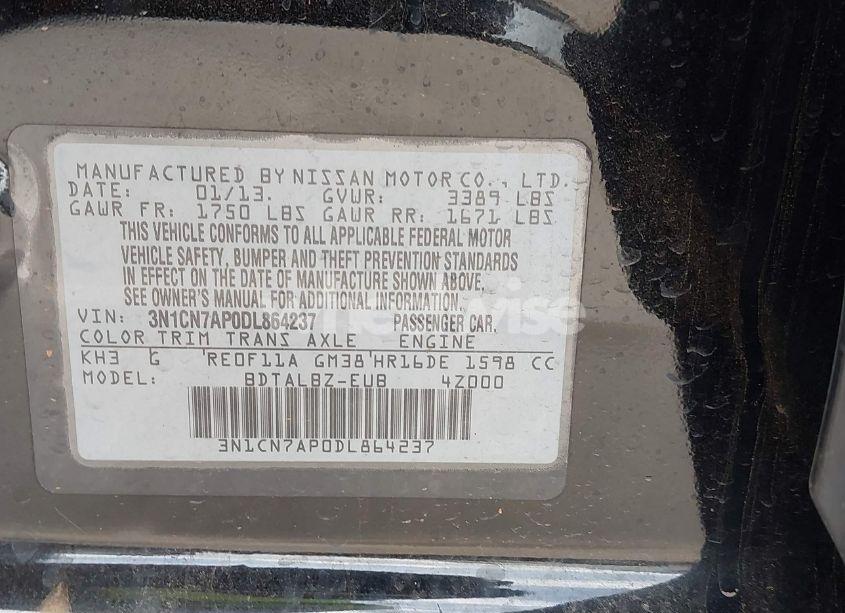 MANUFACTURED BY NISSAN MOTOR CO., LTD.
DATE: 01/13. GVWR: 3389 LBS
GAWR FR: 1750 LBS GAWR RR: 1671 LBS
THIS VEHICLE CONFORMS TO ALL APPLICABLE FEDERAL MOTOR
VEHICLE SAFETY, BUMPER AND THEFT PREVENTION STANDARDS
IN EFFECT ON THE DATE OF MANUFACTURE SHOWN ABOVE.
SEE OWNER'S MANUAL FOR ADDITIONAL INFORMATION.
VIN: 3N1CN7AP0DL864237 PASSENGER CAR.
COLOR TRIM TRANS AXLE ENGINE
KH3 G RE0F11A GM38 HR16DE 1598 CC
MODEL: BDTALBZ-EUB 4Z000
3N1CN7AP0DL864237